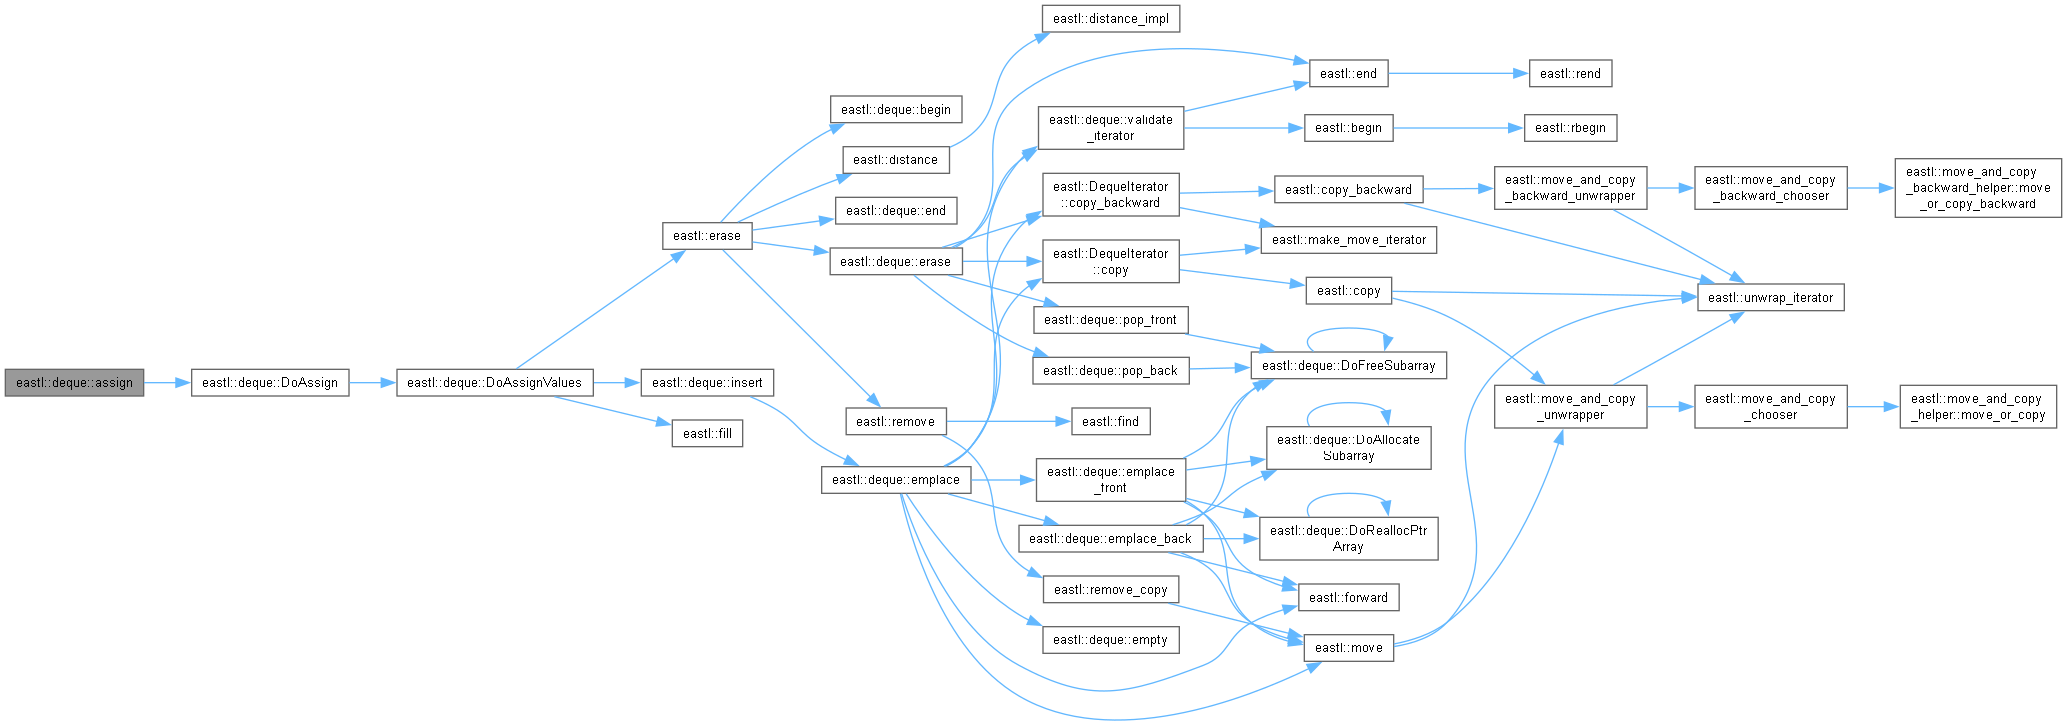 eastl::deque::assign
eastl::deque::DoAssign
eastl::deque::DoAssignValues
eastl::erase
eastl::deque::insert
eastl::fill
eastl::deque::begin
eastl::distance
eastl::deque::end
eastl::deque::erase
eastl::remove
eastl::deque::emplace
eastl::distance_impl
eastl::deque::validate
_iterator
eastl::DequeIterator
::copy_backward
eastl::DequeIterator
::copy
eastl::deque::pop_front
eastl::deque::pop_back
eastl::find
eastl::deque::emplace
_front
eastl::deque::emplace_back
eastl::remove_copy
eastl::deque::empty
eastl::end
eastl::begin
eastl::copy_backward
eastl::make_move_iterator
eastl::copy
eastl::deque::DoFreeSubarray
eastl::deque::DoAllocate
Subarray
eastl::deque::DoReallocPtr
Array
eastl::forward
eastl::move
eastl::rend
eastl::rbegin
eastl::move_and_copy
_backward_unwrapper
eastl::move_and_copy
_unwrapper
eastl::move_and_copy
_backward_chooser
eastl::unwrap_iterator
eastl::move_and_copy
_chooser
eastl::move_and_copy
_backward_helper::move
_or_copy_backward
eastl::move_and_copy
_helper::move_or_copy